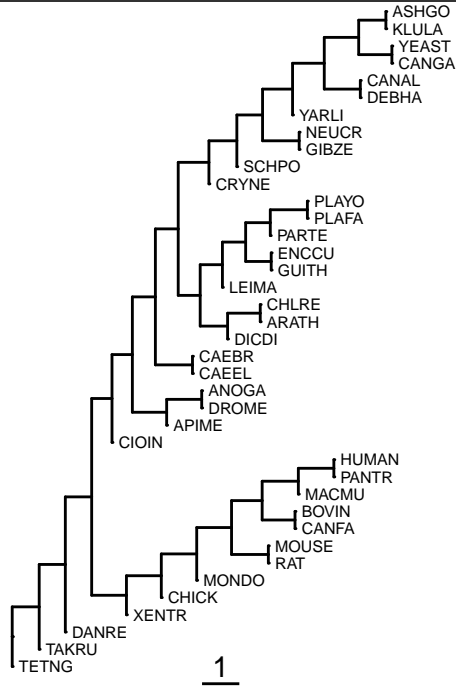 ASHGO
KLULA
YEAST
CANGA
CANAL
DEBHA
YARLI
NEUCR
GIBZE
SCHPO
CRYNE
PLAYO
PLAFA
PARTE
ENCCU
GUITH
LEIMA
CHLRE
ARATH
DICDI
CAEBR
CAEEL
ANOGA
DROME
APIME
CIOIN
HUMAN
PANTR
MACMU
BOVIN
CANFA
MOUSE
RAT
MONDO
CHICK
XENTR
DANRE
TAKRU
TETNG
1